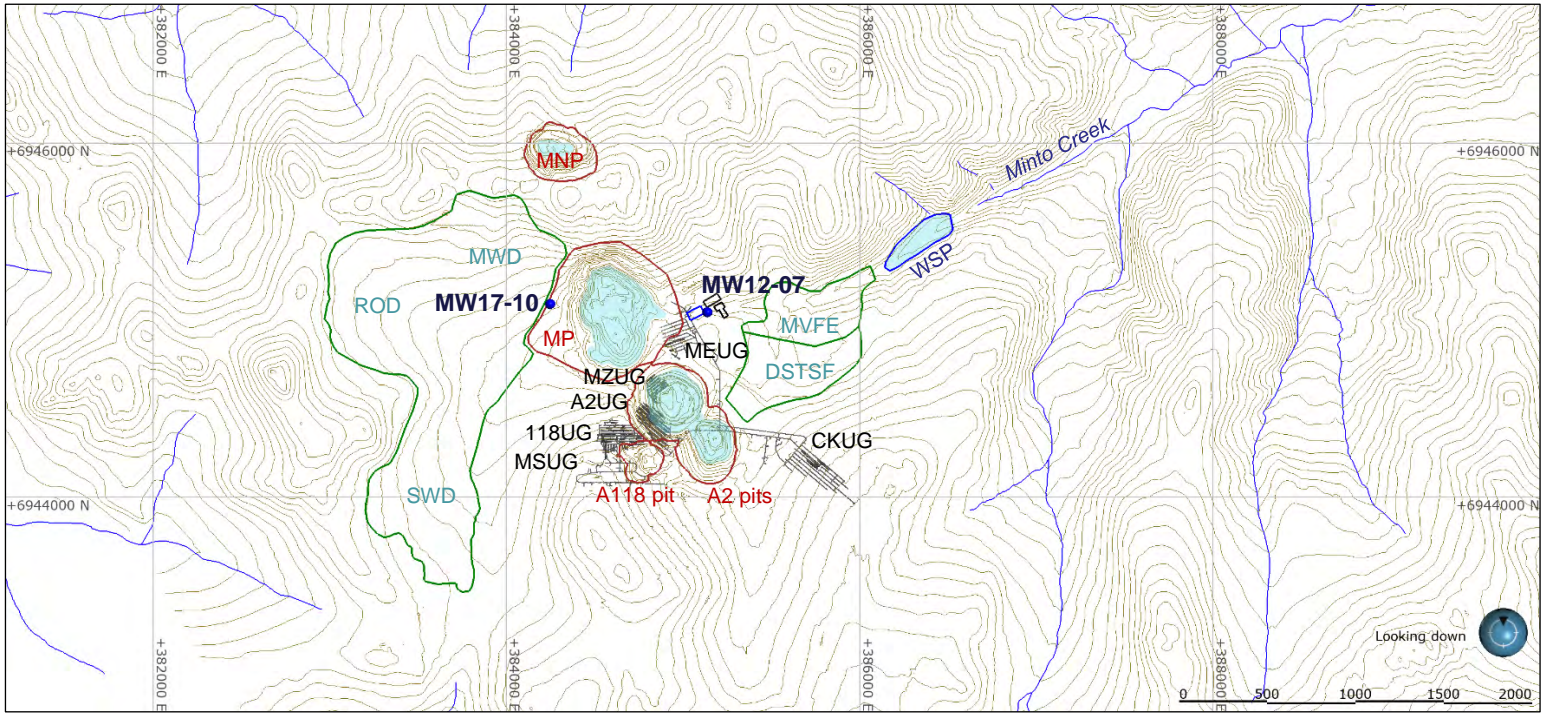 +382000 E
+384000 E
+386000 E
+388000 E
Minto Creek
+6946000 N
+6946000 N
MNP
MWD
WSP
MW12-07
ROD
MW17-10
MVFE
MP
MEUG
DSTSF
MZUG
A2UG
118UG
CKUG
MSUG
SWD
A118 pit
A2 pits
+6944000 N
+6944000 N
Looking down
+382000 E
+384000 E
+386000 E
+388000 E
0 500 1000 1500 2000